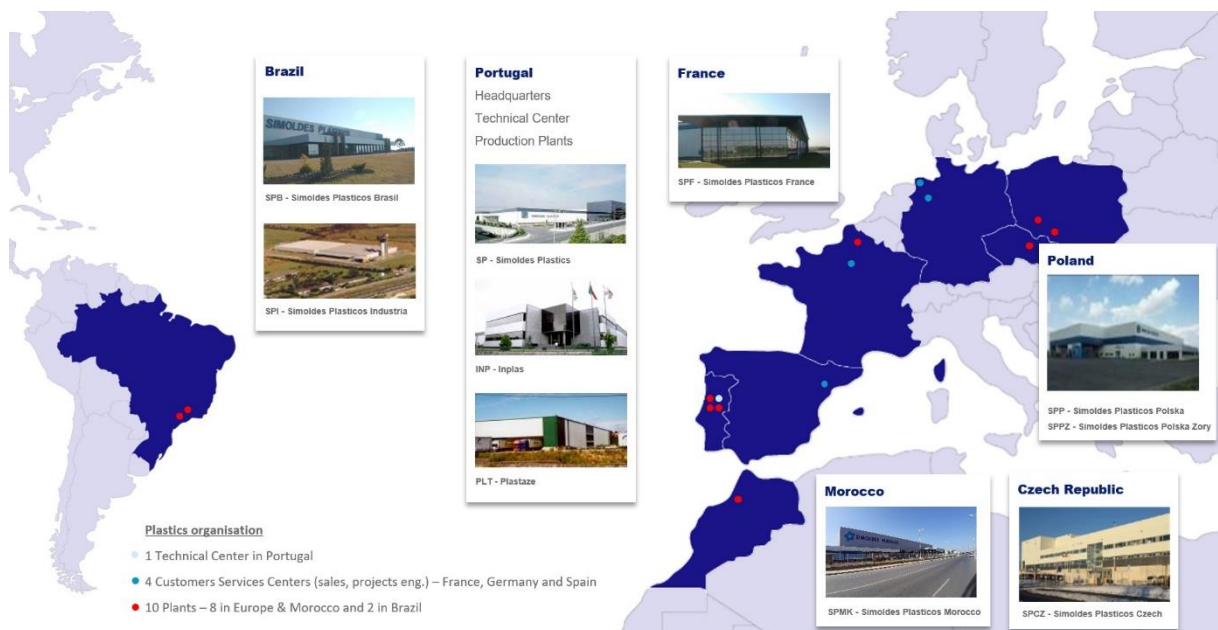 Brazil
SIMOLDES PLASTICOS
SPB - Simoldes Plasticos Brasil
SPI - Simoldes Plasticos Industria
Portugal
Headquarters
Technical Center
Production Plants
SP - Simoldes Plastics
INP - Inplas
PLT - Plastaze
France
SPF - Simoldes Plasticos France
Poland
SPP - Simoldes Plasticos Polska
SPPZ - Simoldes Plasticos Polska Zory
Morocco
SPMK - Simoldes Plasticos Morocco
Czech Republic
SPCZ - Simoldes Plasticos Czech
Plastics organisation
1 Technical Center in Portugal
4 Customers Services Centers (sales, projects eng.) – France, Germany and Spain
10 Plants – 8 in Europe & Morocco and 2 in Brazil